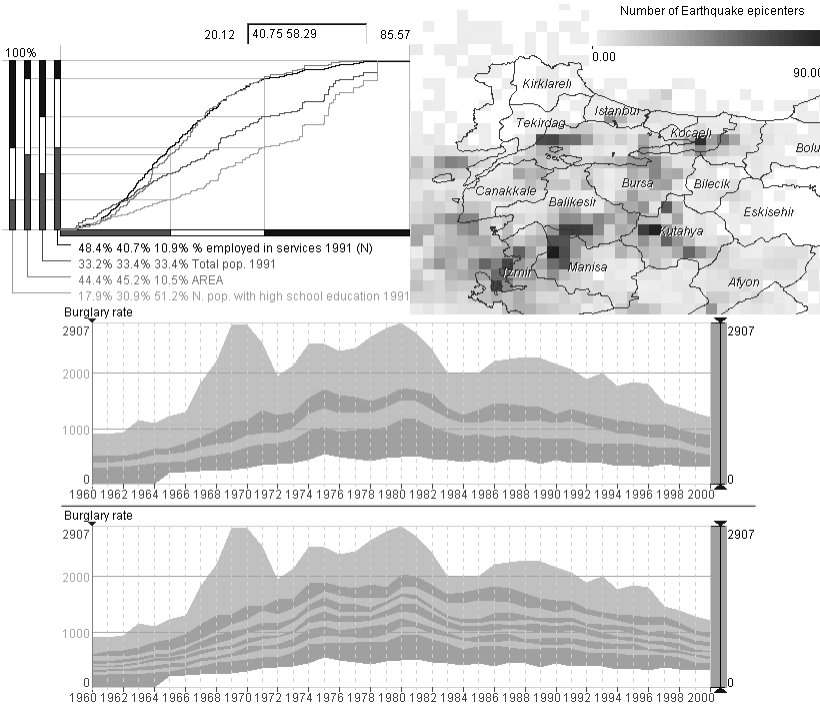 20.12 40.75 58.29 85.57
100%
48.4% 40.7% 10.9% % employed in services 1991 (N)
33.2% 33.4% 33.4% Total pop. 1991
44.4% 45.2% 10.5% AREA
17.9% 30.9% 51.2% N. pop. with high school education 1991
Number of Earthquake epicenters
0.00
90.00
Kirklareli
Istanbul
Tekirdag
Kocaeli
Bolu
Canakkale
Bursa
Bilecik
Balikesir
Eskisehir
Kutahya
Izmir
Manisa
Afyon
Burglary rate
2907 2907
2000
1000
0 0
1960 1962 1964 1966 1968 1970 1972 1974 1976 1978 1980 1982 1984 1986 1988 1990 1992 1994 1996 1998 2000
Burglary rate
2907 2907
2000
1000
0 0
1960 1962 1964 1966 1968 1970 1972 1974 1976 1978 1980 1982 1984 1986 1988 1990 1992 1994 1996 1998 2000